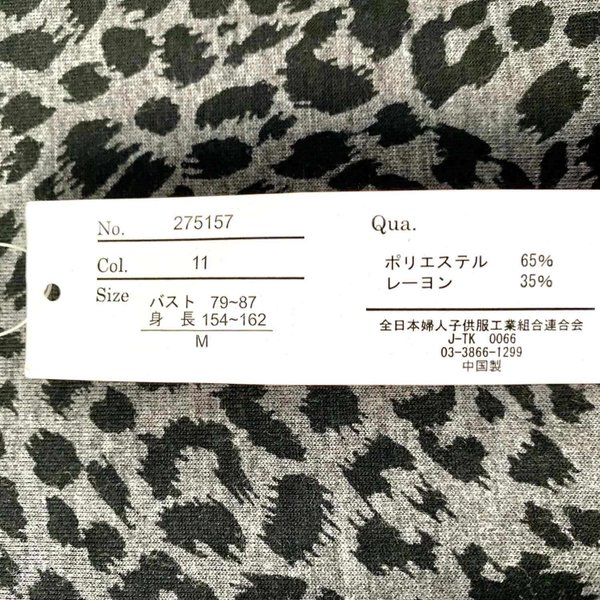 No. 275157
Col. 11
Size バスト 79~87
身 長 154~162
M
Qua.
ポリエステル 65%
レーヨン 35%
全日本婦人子供服工業組合連合会
J-TK 0066
03-3866-1299
中国製